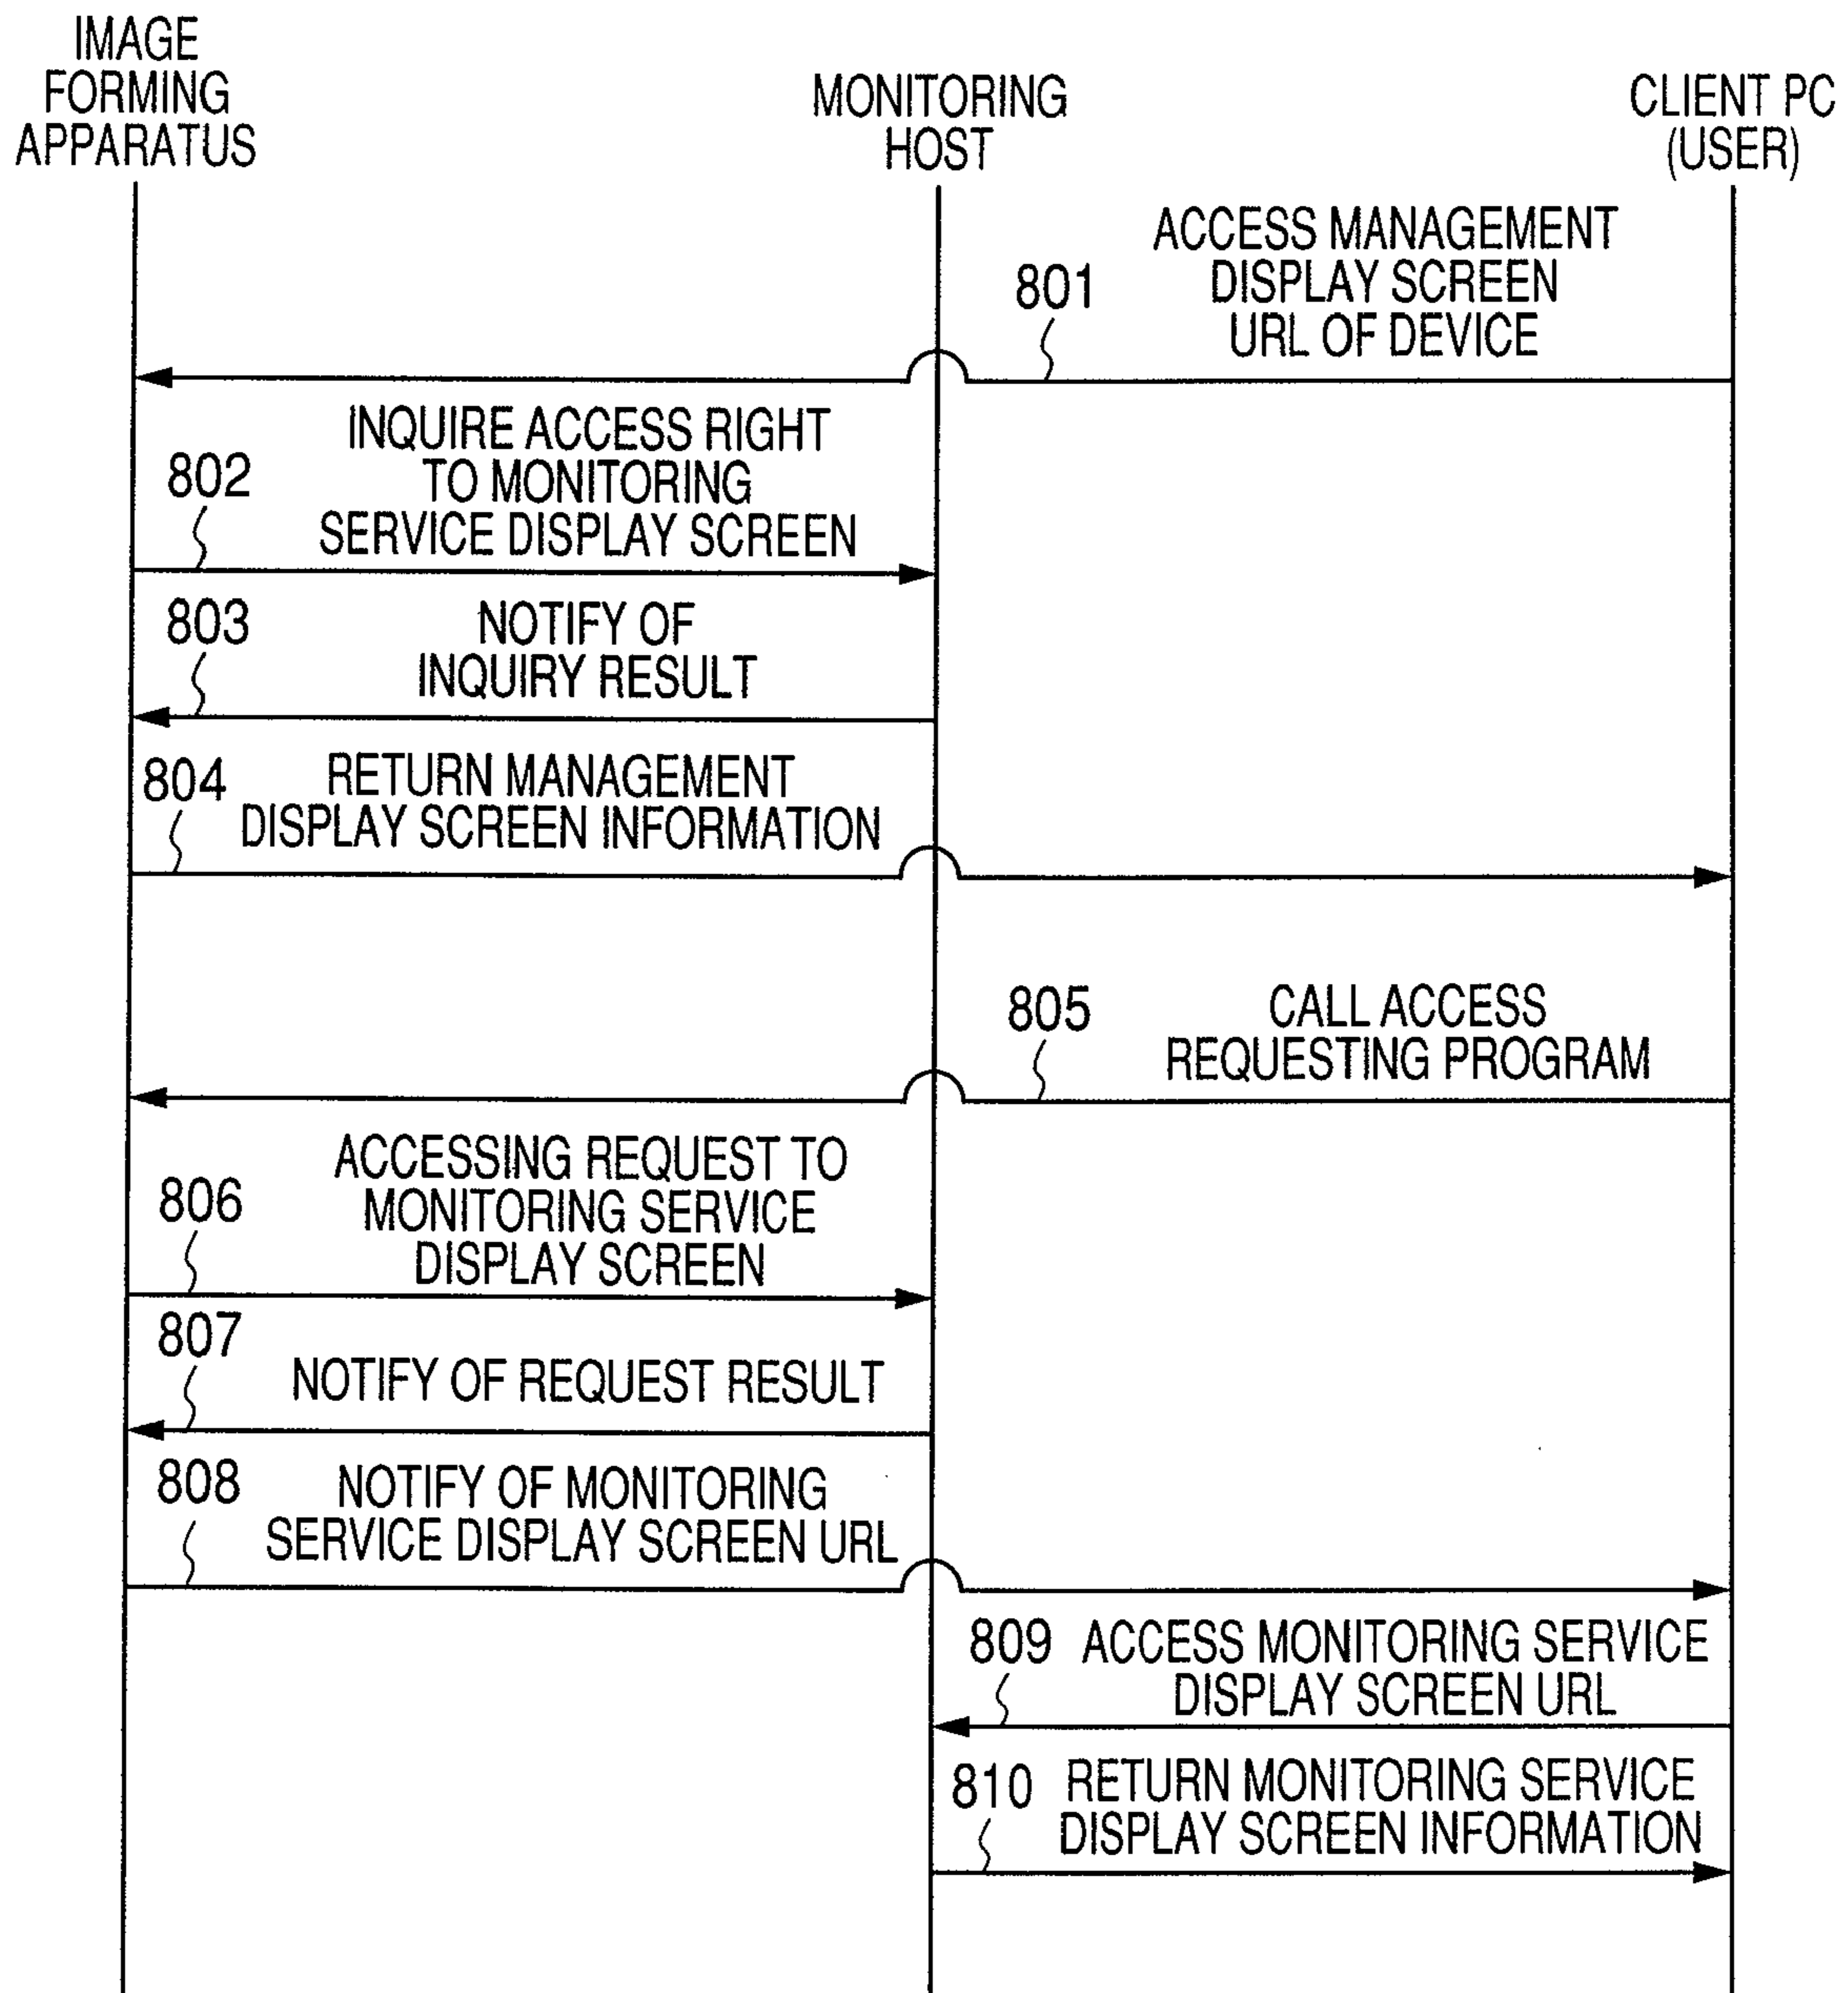 IMAGE
FORMING
APPARATUS
MONITORING
HOST
CLIENT PC
(USER)
801
ACCESS MANAGEMENT
DISPLAY SCREEN
URL OF DEVICE
802
INQUIRE ACCESS RIGHT
TO MONITORING
SERVICE DISPLAY SCREEN
803
NOTIFY OF
INQUIRY RESULT
804
RETURN MANAGEMENT
DISPLAY SCREEN INFORMATION
805
CALL ACCESS
REQUESTING PROGRAM
806
ACCESSING REQUEST TO
MONITORING SERVICE
DISPLAY SCREEN
807
NOTIFY OF REQUEST RESULT
808
NOTIFY OF MONITORING
SERVICE DISPLAY SCREEN URL
809
ACCESS MONITORING SERVICE
DISPLAY SCREEN URL
810
RETURN MONITORING SERVICE
DISPLAY SCREEN INFORMATION